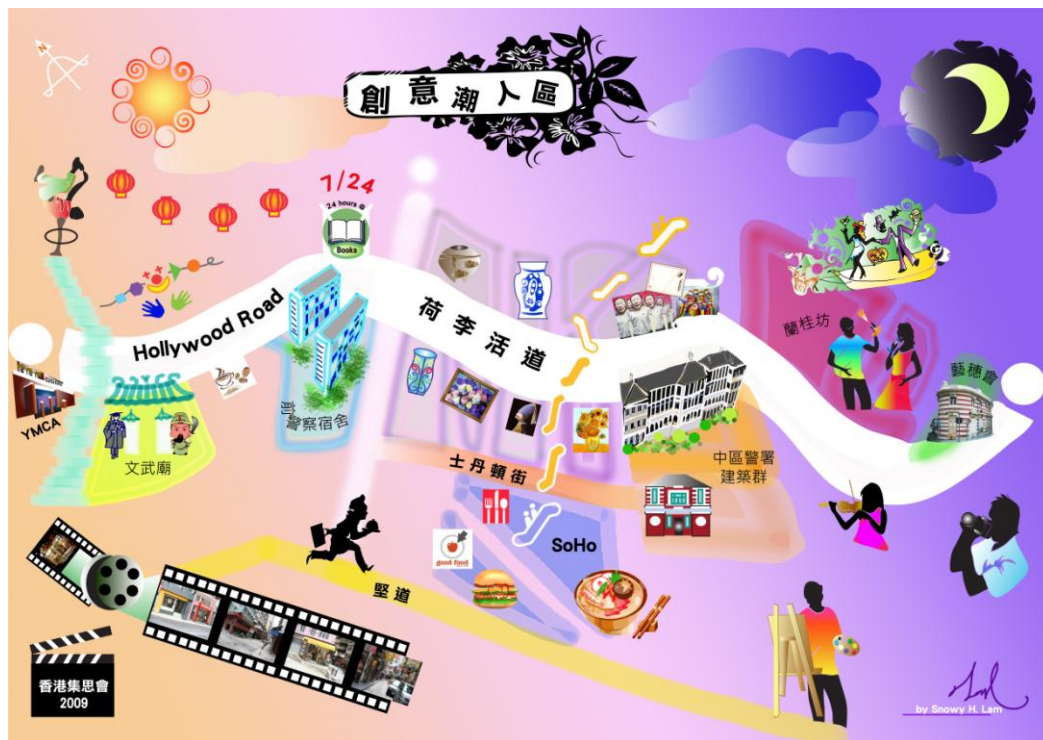 創意潮人區
7/24
24 hours @
Books
Hollywood Road
荷李活道
蘭桂坊
藝穗會
YMCA
文武廟
前警察宿舍
中區警署
建築群
士丹頓街
SoHo
good food
堅道
香港集思會
2009
by Snowy H. Lam